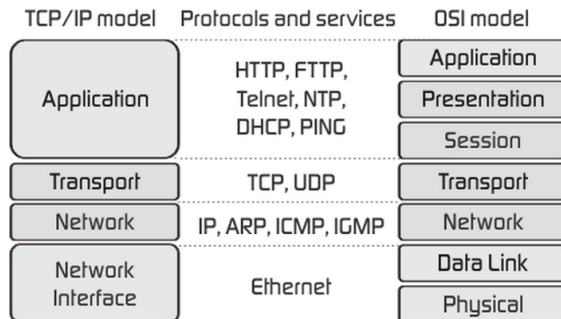 TCP/IP model Protocols and services OSI model
Application
HTTP, FTTP,
Telnet, NTP,
DHCP, PING
Application
Presentation
Session
Transport TCP, UDP Transport
Network IP, ARP, ICMP, IGMP Network
Network
Interface
Ethernet
Data Link
Physical